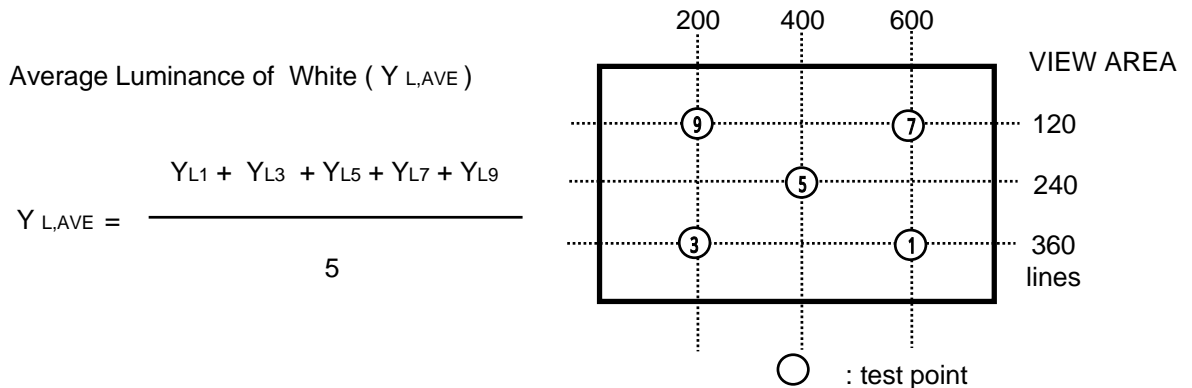 200 400 600
Average Luminance of White ( Y L,AVE )
Y L,AVE =
YL1 + YL3 + YL5 + YL7 + YL9
5
VIEW AREA
9 7 120
5 240
3 1 360
lines
: test point